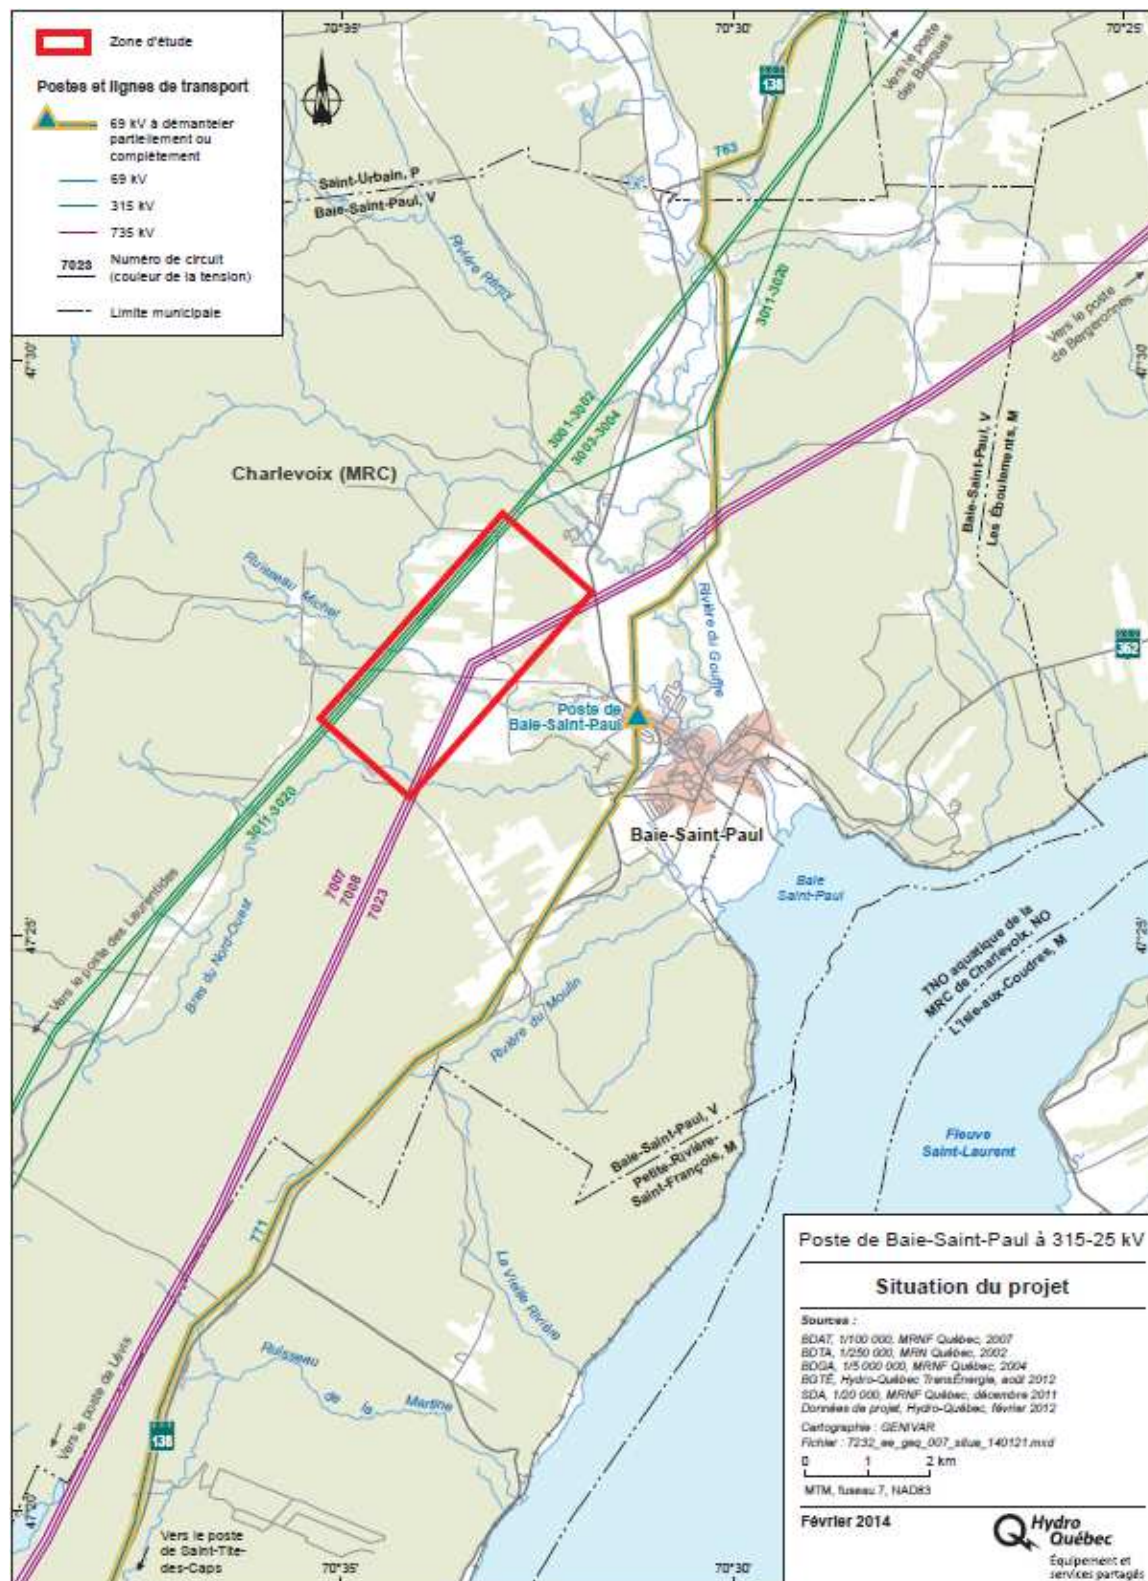 Zone d'étude
Postes et lignes de transport
69 kV à démanteler
partiellement ou
complètement
69 kV
315 kV
735 kV
7023
Numéro de circuit
(couleur de la tension)
Limite municipale
70°35'
70°30'
70°25'
138
Vers le poste
des Basques
763
Saint-Urbain, P
Baie-Saint-Paul, V
Rivière Rémi
3011-3020
Vers le poste
de Bergeronnes
47°30'
47°30'
3001-3002
3003-3004
Charlevoix (MRC)
Baie-Saint-Paul, V
Les Éboulements, M
Ruisseau Michel
Rivière du Gouffre
362
Poste de
Baie-Saint-Paul
3011-3020
Baie-Saint-Paul
7007
7008
7023
Baie
Saint-Paul
Vers le poste des Laurentides
Bras du Nord-Ouest
47°25'
47°25'
TNO aquatique de la
MRC de Charlevoix, NO
L'Isle-aux-Coudres, M
Rivière du Moulin
Baie-Saint-Paul, V
Petite-Rivière-
Saint-François, M
Fleuve
Saint-Laurent
771
La Vieille Rivière
Ruisseau
de la
Martine
Vers le poste de Lévis
138
47°20'
Vers le poste
de Saint-Tite-
des-Caps
70°35'
70°30'
Poste de Baie-Saint-Paul à 315-25 kV
Situation du projet
Sources :
BDAT, 1/100 000, MRNF Québec, 2007
BDTA, 1/250 000, MRN Québec, 2002
BDGA, 1/5 000 000, MRNF Québec, 2004
BGTÉ, Hydro-Québec TransÉnergie, août 2012
SDA, 1/20 000, MRNF Québec, décembre 2011
Données de projet, Hydro-Québec, février 2012
Cartographie : GENIVAR
Fichier : 7232_ee_geq_007_situa_140121.mxd
0 1 2 km
MTM, fuseau 7, NAD83
Février 2014
Hydro
Québec
Équipement et
services partagés